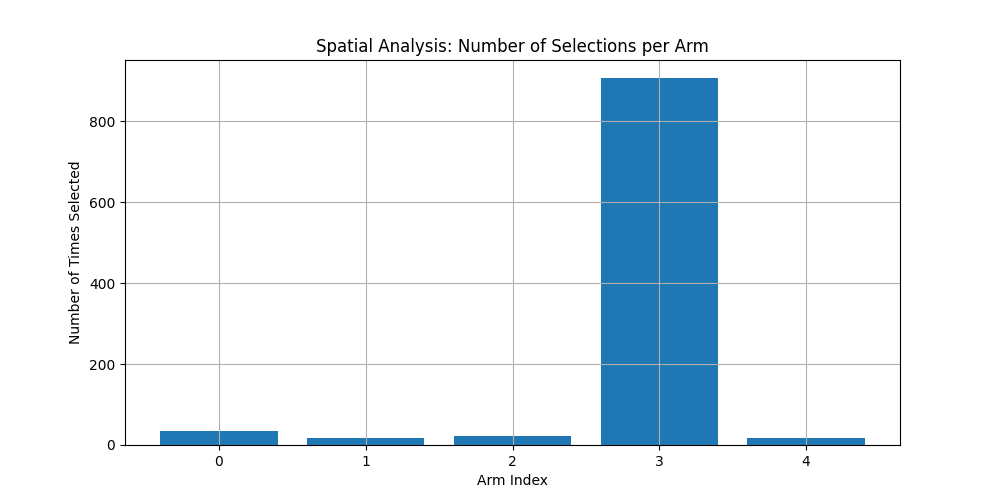 Spatial Analysis: Number of Selections per Arm
Number of Times Selected
800
600
400
200
0
0 1 2 3 4
Arm Index